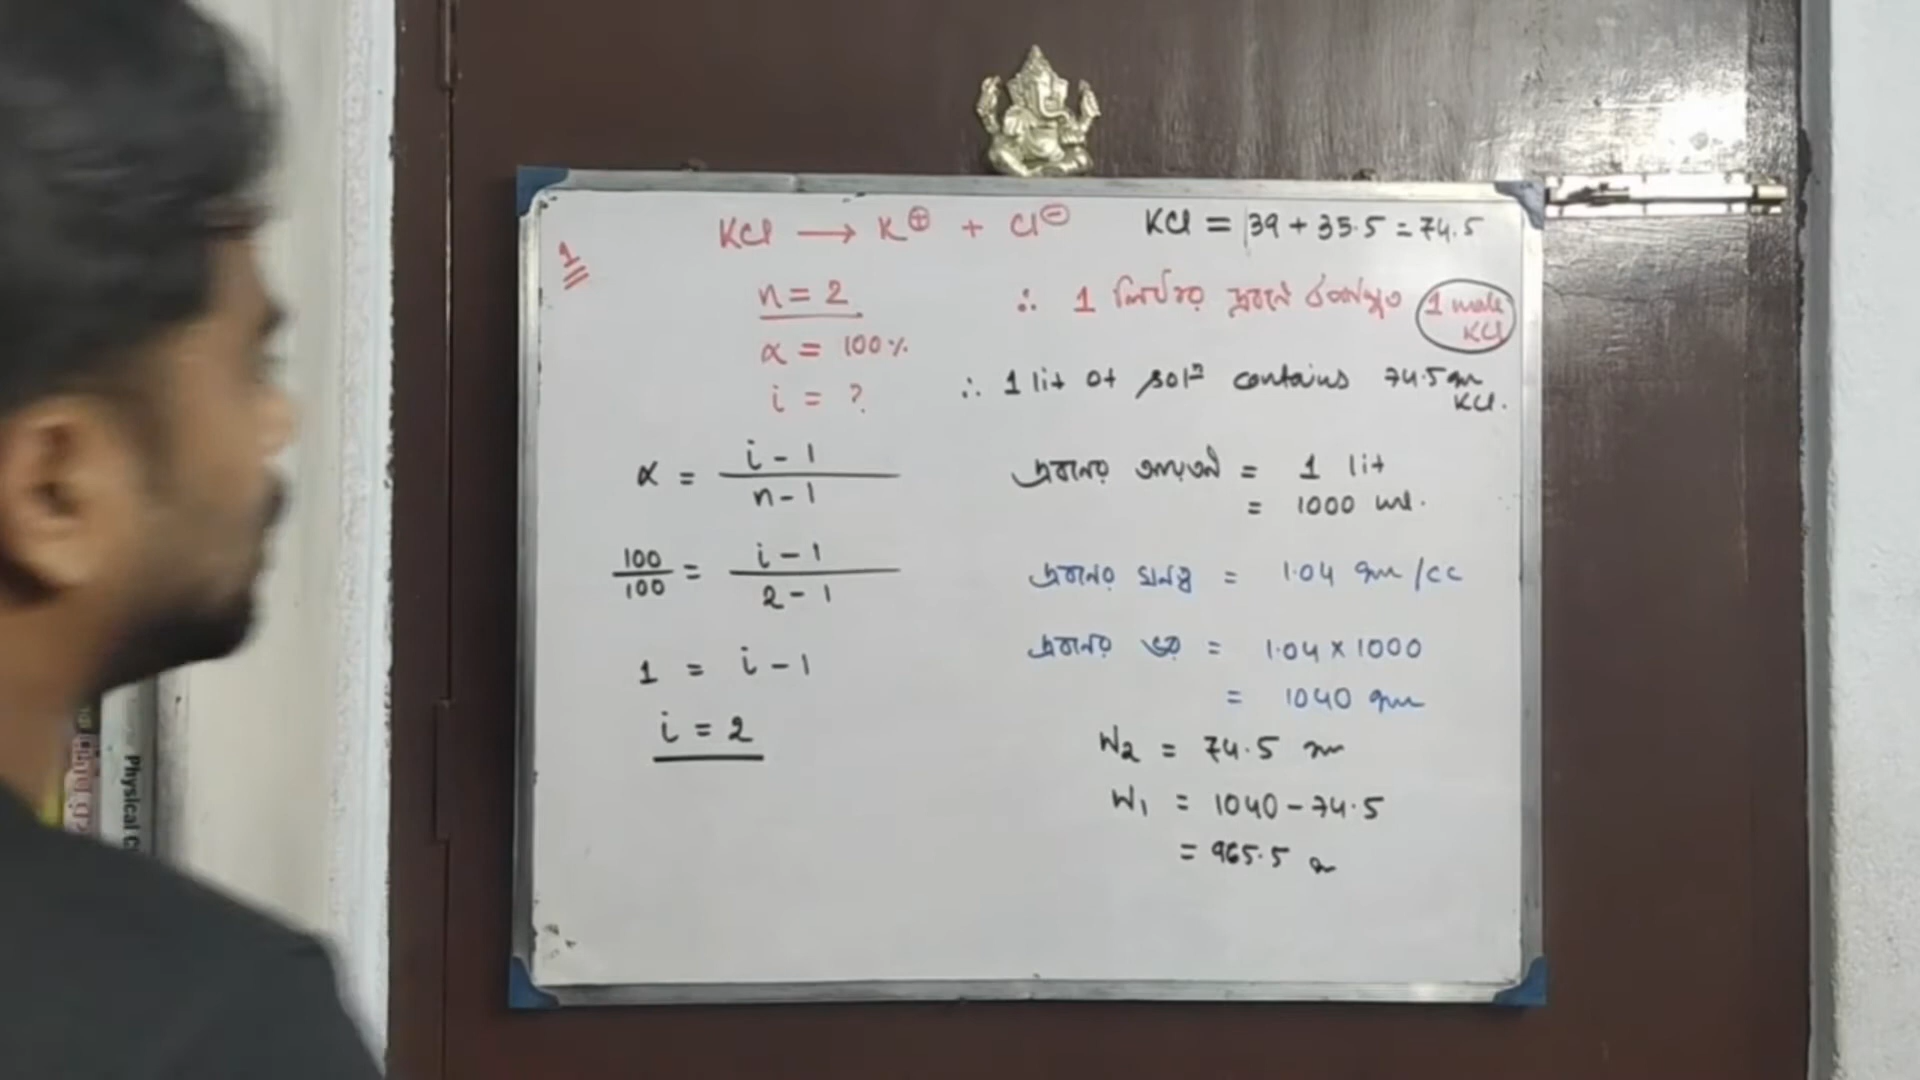 1
KCl → K⊕ + Cl⊖
n = 2
α = 100%
i = ?
α = i - 1 / n - 1
100/100 = i - 1 / 2 - 1
1 = i - 1
i = 2
KCl = 39 + 35.5 = 74.5
∴ 1 লিটার দ্রবণে 1 mole KCl
∴ 1 lit of solⁿ contains 74.5 gm KCl.
দ্রবণের আয়তন = 1 lit
= 1000 ml.
দ্রবণের ঘনত্ব = 1.04 gm/cc
দ্রবণের ভর = 1.04 × 1000
= 1040 gm
W₂ = 74.5 gm
W₁ = 1040 - 74.5
= 965.5
Physical